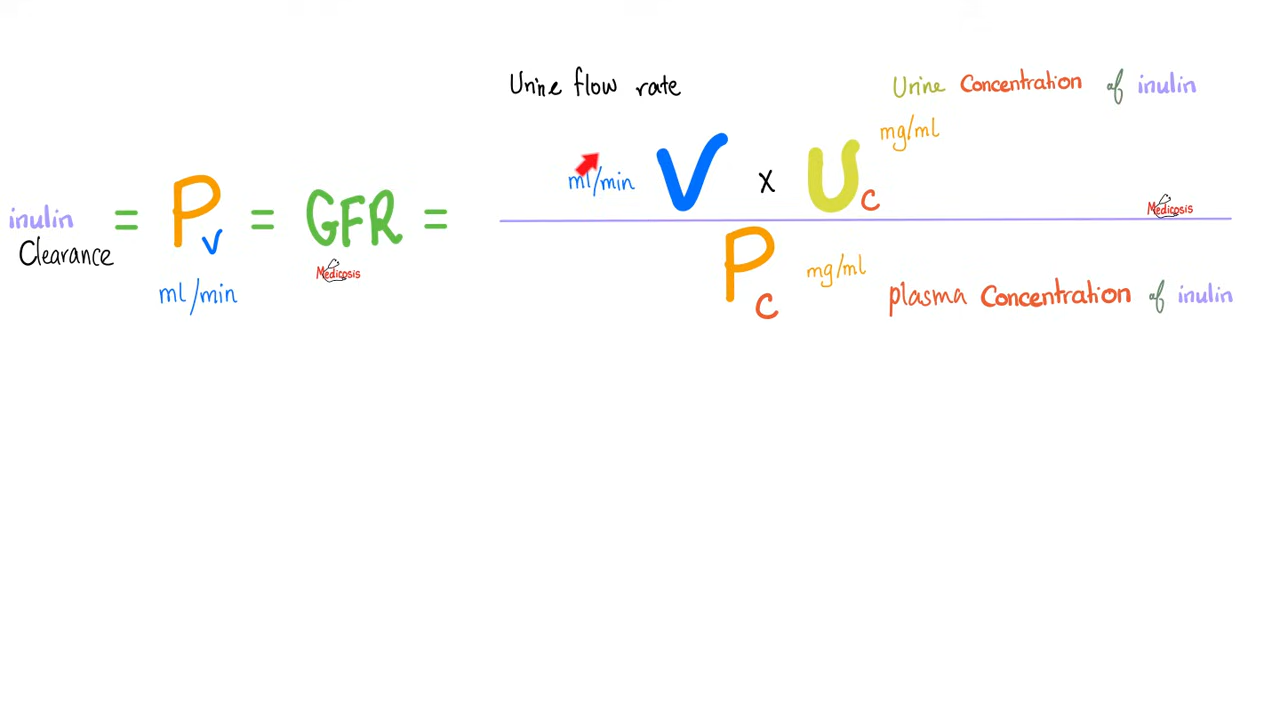 Urine flow rate
Urine Concentration of inulin
mg/ml
ml/min V x Uc
Medicosis
inulin Clearance = Pv = GFR =
Medicosis
ml/min
Pc mg/ml
plasma Concentration of inulin